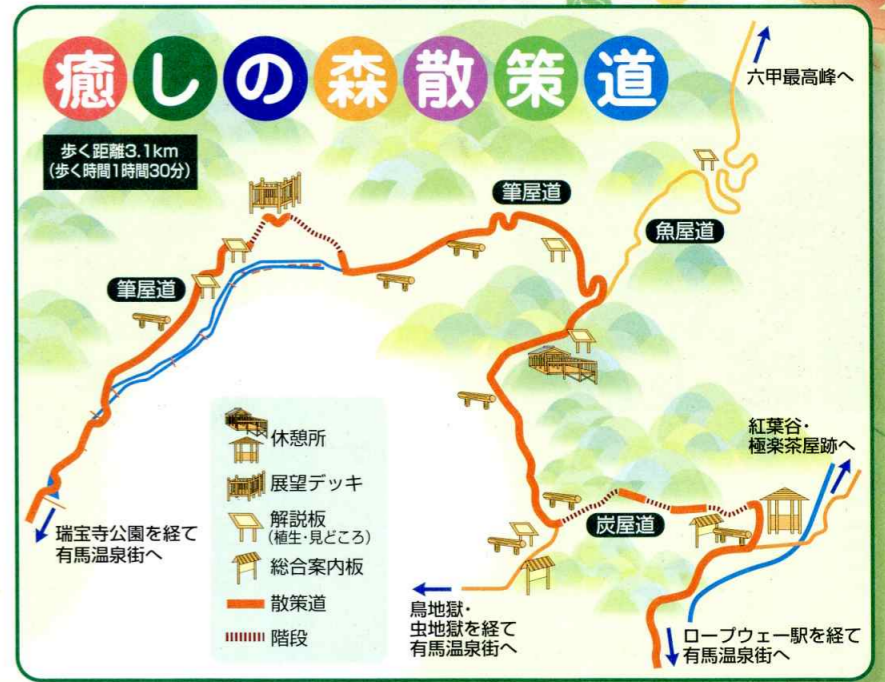 癒しの森散策道
歩く距離3.1km
(歩く時間1時間30分)
六甲最高峰へ
筆屋道
魚屋道
筆屋道
紅葉谷・
極楽茶屋跡へ
休憩所
展望デッキ
解説板
(植生・見どころ)
総合案内板
散策道
階段
炭屋道
瑞宝寺公園を経て
有馬温泉街へ
鳥地獄・
虫地獄を経て
有馬温泉街へ
ロープウェー駅を経て
有馬温泉街へ